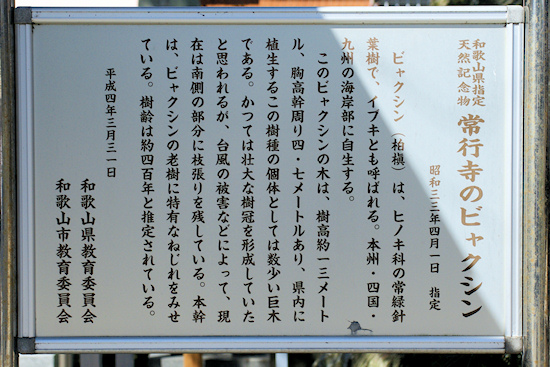 和歌山県指定
天然記念物
常行寺のビャクシン
昭和三三年四月一日　指定
ビャクシン（柏槇）は、ヒノキ科の常緑針
葉樹で、イブキとも呼ばれる。本州・四国・
九州の海岸部に自生する。
このビャクシンの木は、樹高約一三メート
ル、胸高幹周り四・七メートルあり、県内に
植生するこの樹種の個体としては数少い巨木
である。かつては壮大な樹冠を形成していた
と思われるが、台風の被害などによって、現
在は南側の部分に枝張りを残している。本幹
は、ビャクシンの老樹に特有なねじれをみせ
ている。樹齢は約四百年と推定されている。
平成四年三月三一日
和歌山県教育委員会
和歌山市教育委員会